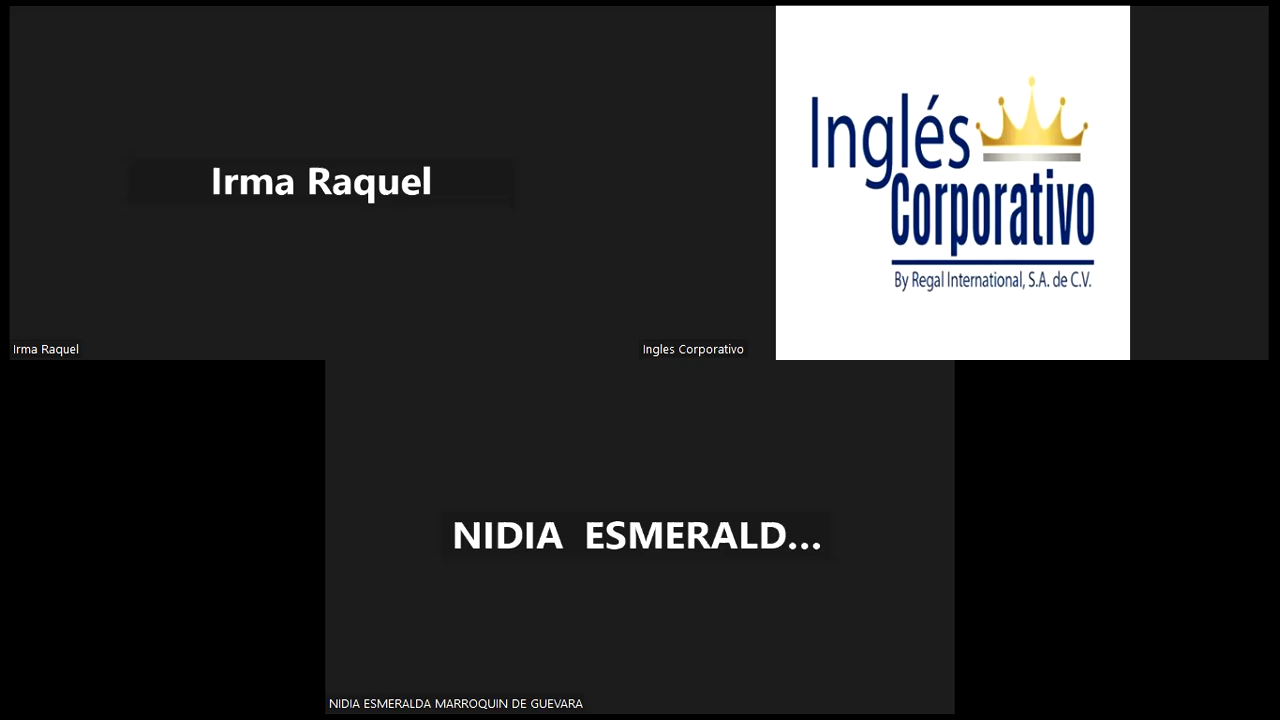 Irma Raquel
Irma Raquel
Inglés
Corporativo
By Regal International, S.A. de C.V.
Ingles Corporativo
NIDIA ESMERALD...
NIDIA ESMERALDA MARROQUIN DE GUEVARA